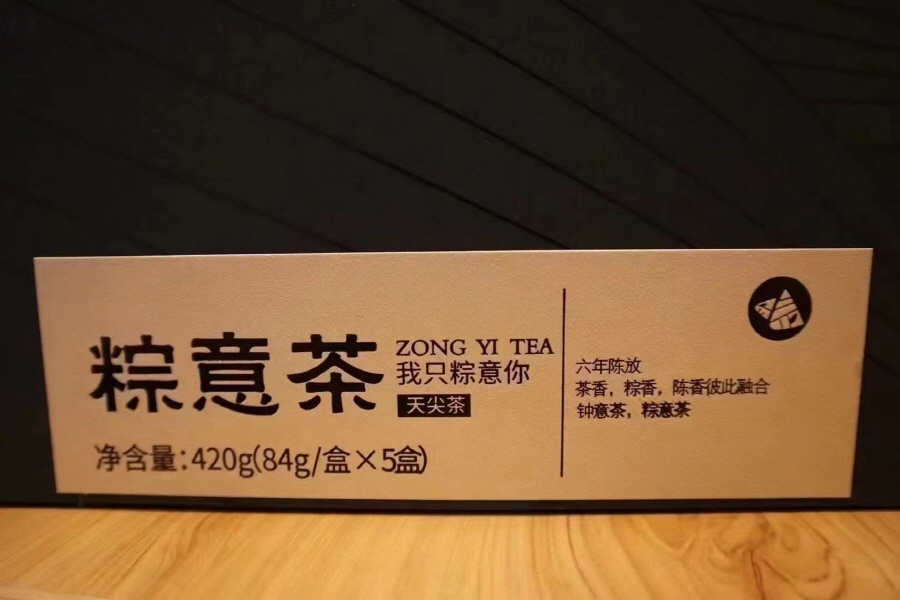 粽意茶
ZONG YI TEA
我只粽意你
天尖茶
净含量:420g(84g/盒×5盒)
六年陈放
茶香，粽香，陈香彼此融合
钟意茶，粽意茶